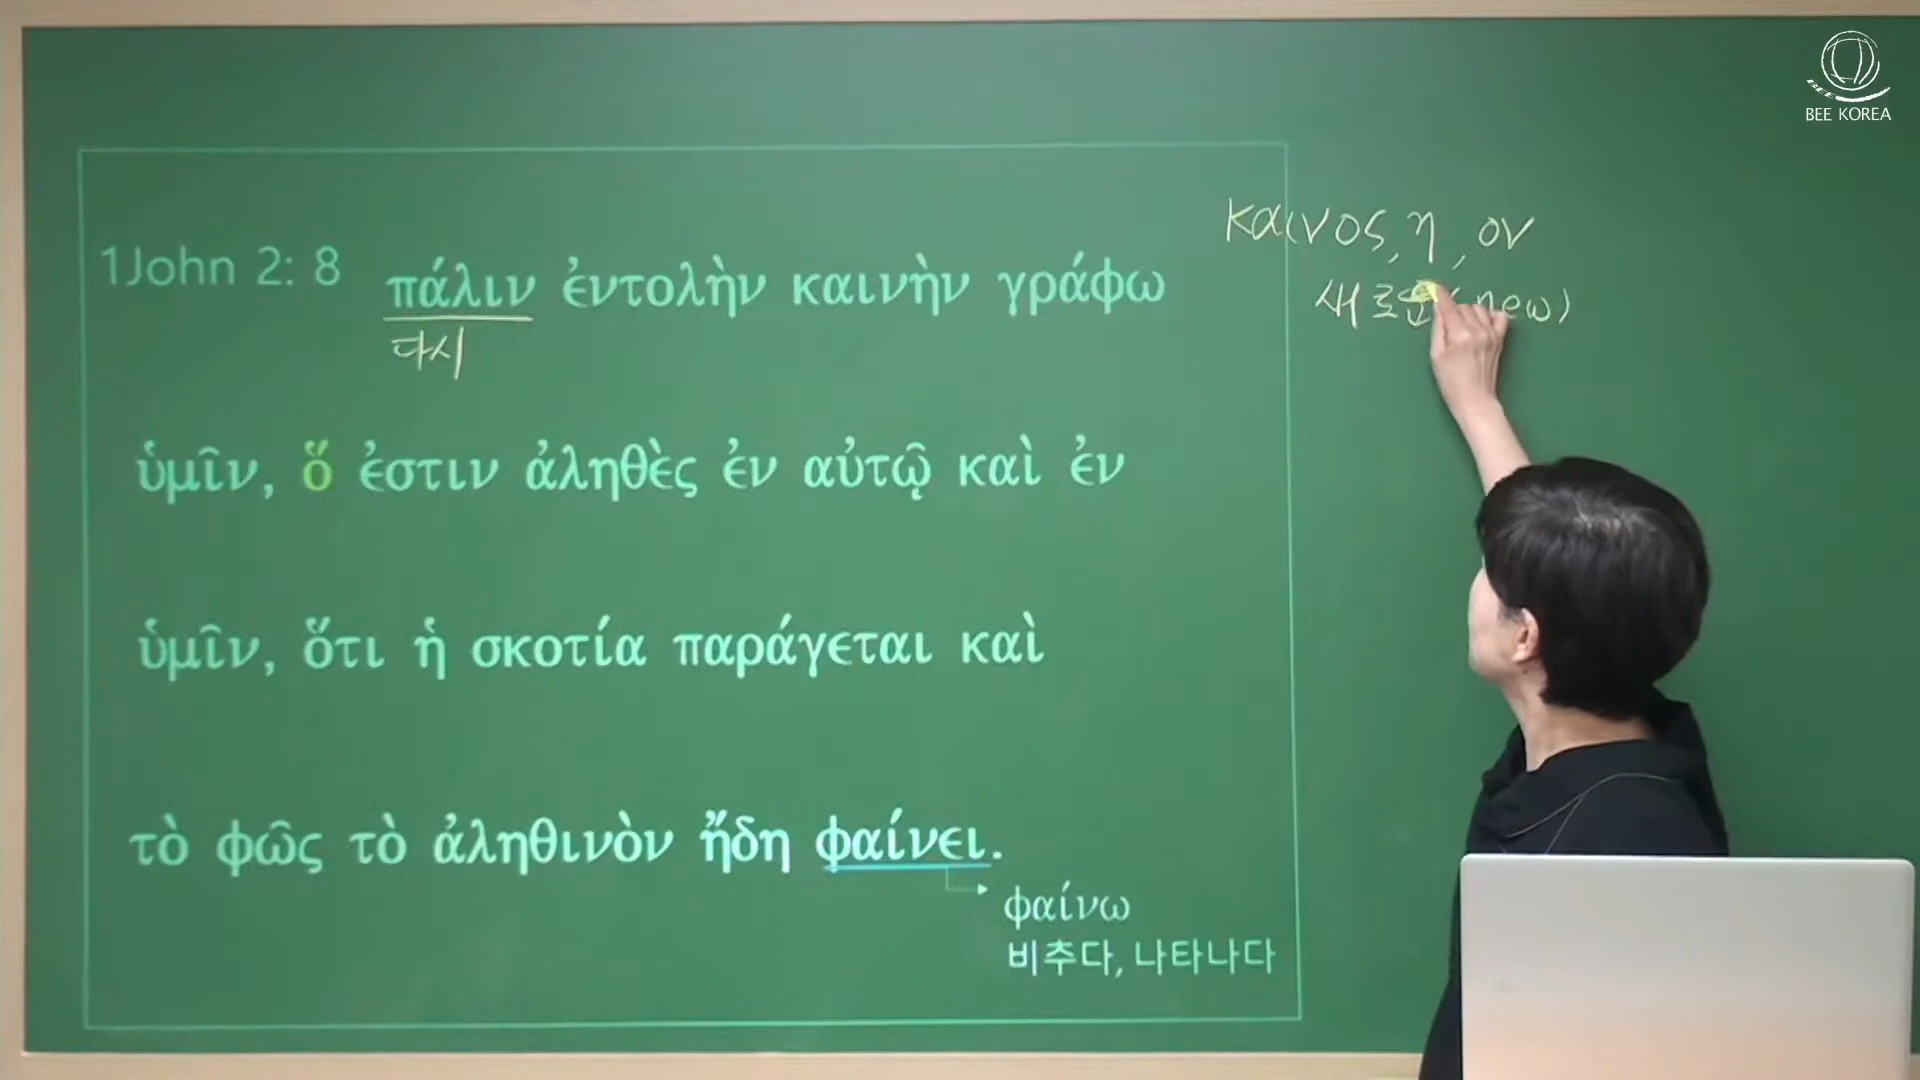 BEE KOREA
1John 2: 8 πάλιν ἐντολὴν καινὴν γράφω
다시
ὑμῖν, ὅ ἐστιν ἀληθὲς ἐν αὐτῷ καὶ ἐν
ὑμῖν, ὅτι ἡ σκοτία παράγεται καὶ
τὸ φῶς τὸ ἀληθινὸν ἤδη φαίνει.
φαίνω
비추다, 나타나다
καινος, η, ον
새로운 (new)